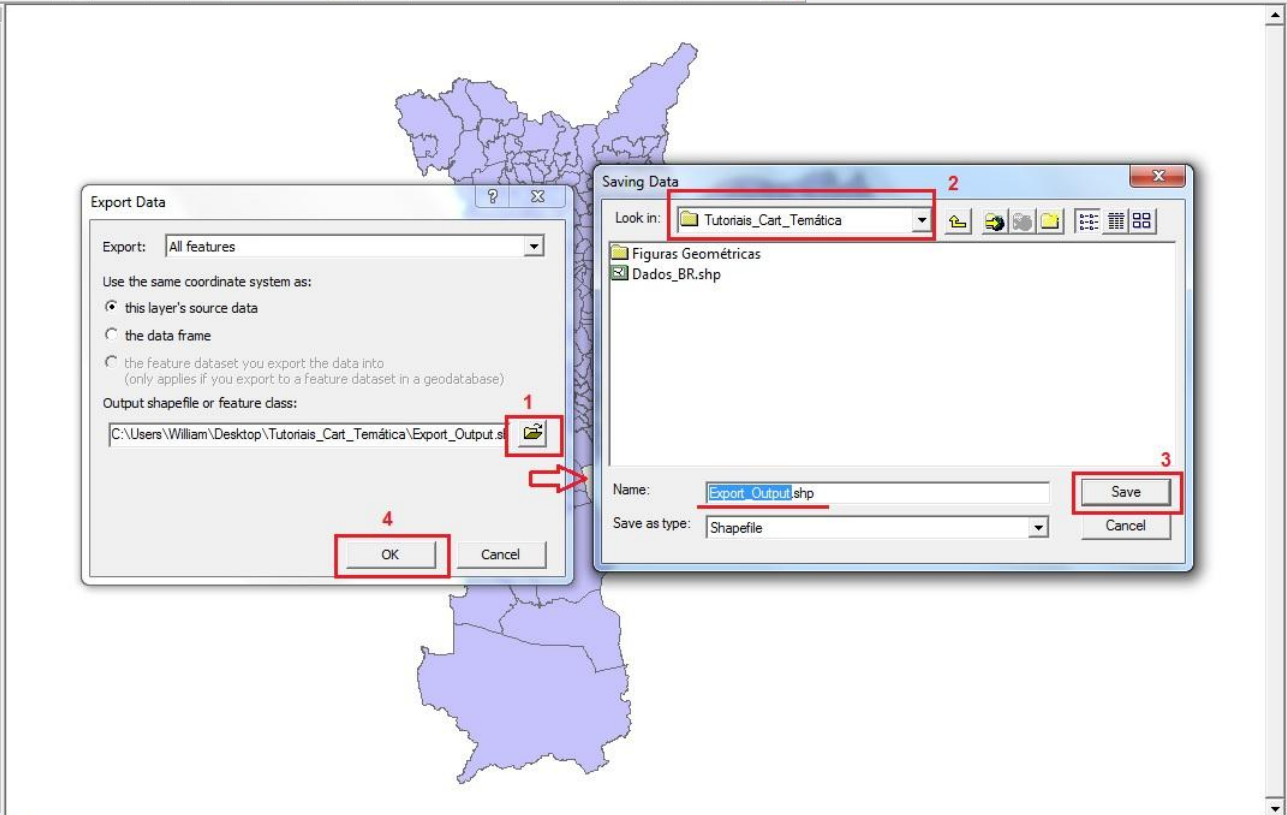 Export Data
Export: All features
Use the same coordinate system as:
this layer's source data
the data frame
the feature dataset you export the data into
(only applies if you export to a feature dataset in a geodatabase)
Output shapefile or feature class:
1
C:\Users\William\Desktop\Tutoriais_Cart_Temática\Export_Output.sh
4
OK Cancel
Saving Data
2
Look in: Tutoriais_Cart_Temática
Figuras Geométricas
Dados_BR.shp
3
Name: Export_Output.shp Save
Save as type: Shapefile Cancel